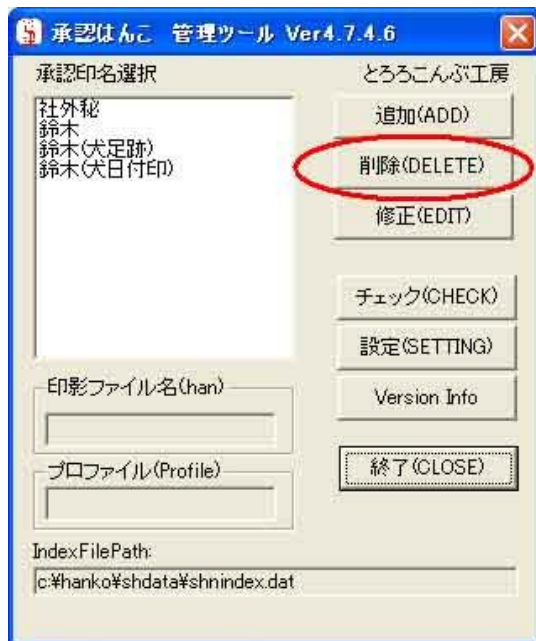 承認はんこ 管理ツール Ver4.7.4.6
承認印名選択
とろろこんぶ工房
社外秘
鈴木
鈴木(犬足跡)
鈴木(犬日付印)
追加(ADD)
削除(DELETE)
修正(EDIT)
チェック(CHECK)
設定(SETTING)
Version Info
終了(CLOSE)
印影ファイル名(han)
プロファイル(Profile)
IndexFilePath:
c:¥hanko¥shdata¥shnindex.dat